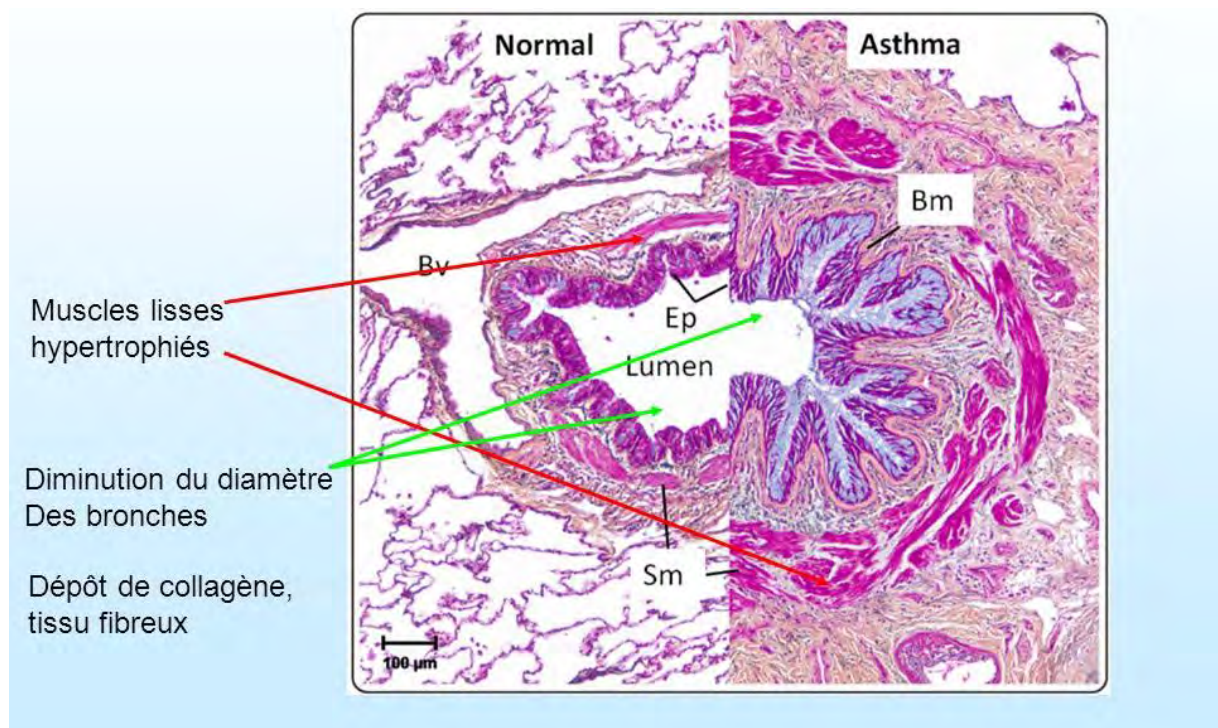 Normal
Asthma
Bm
Bv
Muscles lisses
hypertrophiés
Ep
Lumen
Diminution du diamètre
Des bronches
Sm
Dépôt de collagène,
tissu fibreux
100 µm